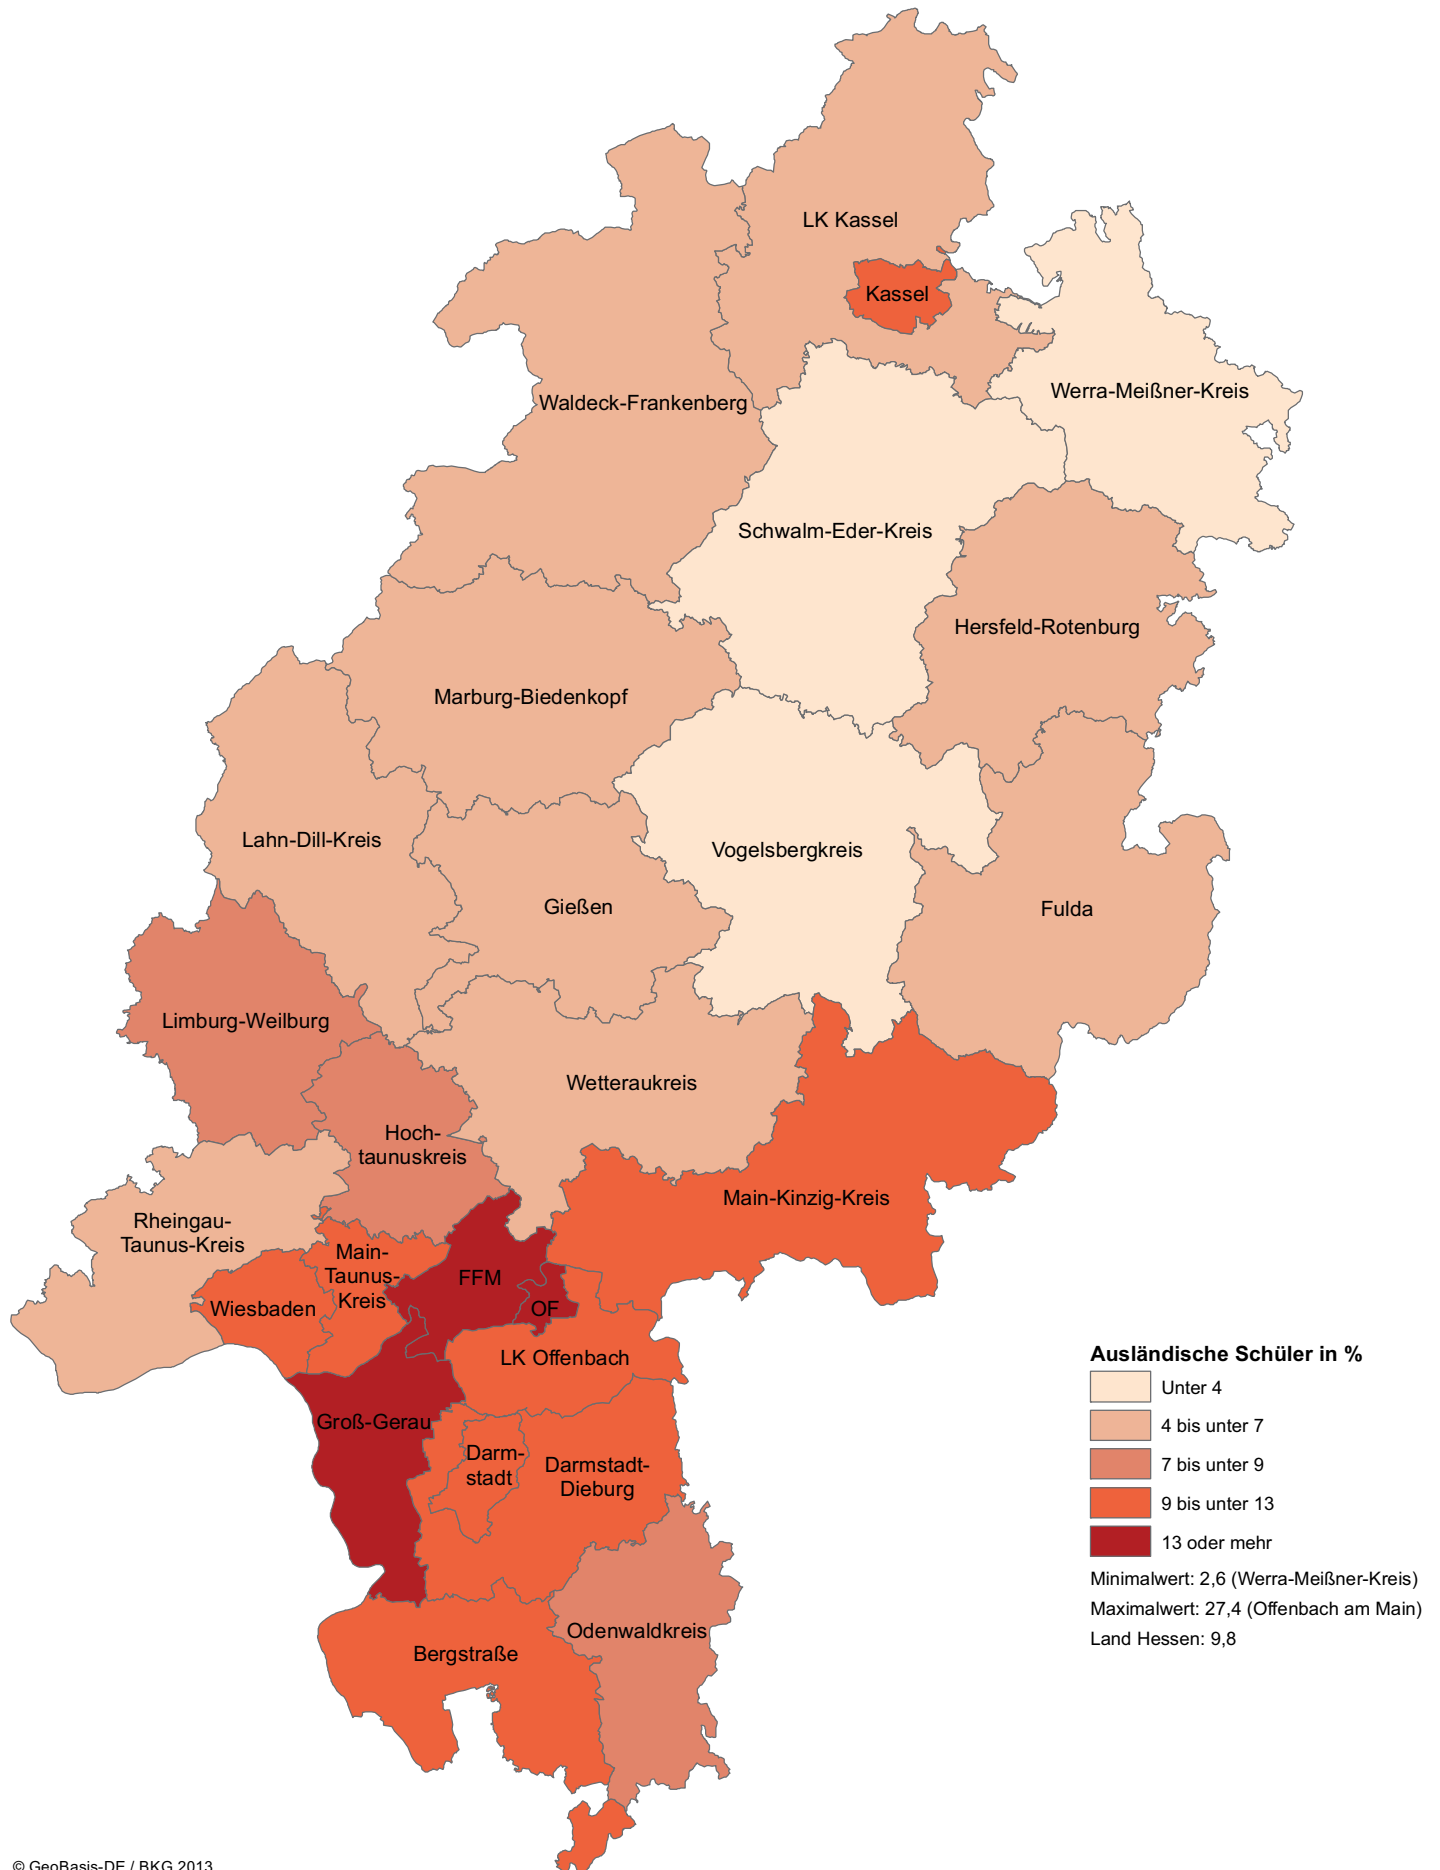 LK Kassel
Kassel
Werra-Meißner-Kreis
Waldeck-Frankenberg
Schwalm-Eder-Kreis
Hersfeld-Rotenburg
Marburg-Biedenkopf
Lahn-Dill-Kreis
Vogelsbergkreis
Gießen
Fulda
Limburg-Weilburg
Wetteraukreis
Hoch-
taunuskreis
Main-Kinzig-Kreis
Rheingau-
Taunus-Kreis
Main-
Taunus-
Kreis
FFM
Wiesbaden
OF
LK Offenbach
Groß-Gerau
Darm-
stadt
Darmstadt-
Dieburg
Odenwaldkreis
Bergstraße
Ausländische Schüler in %
Unter 4
4 bis unter 7
7 bis unter 9
9 bis unter 13
13 oder mehr
Minimalwert: 2,6 (Werra-Meißner-Kreis)
Maximalwert: 27,4 (Offenbach am Main)
Land Hessen: 9,8
© GeoBasis-DE / BKG 2013